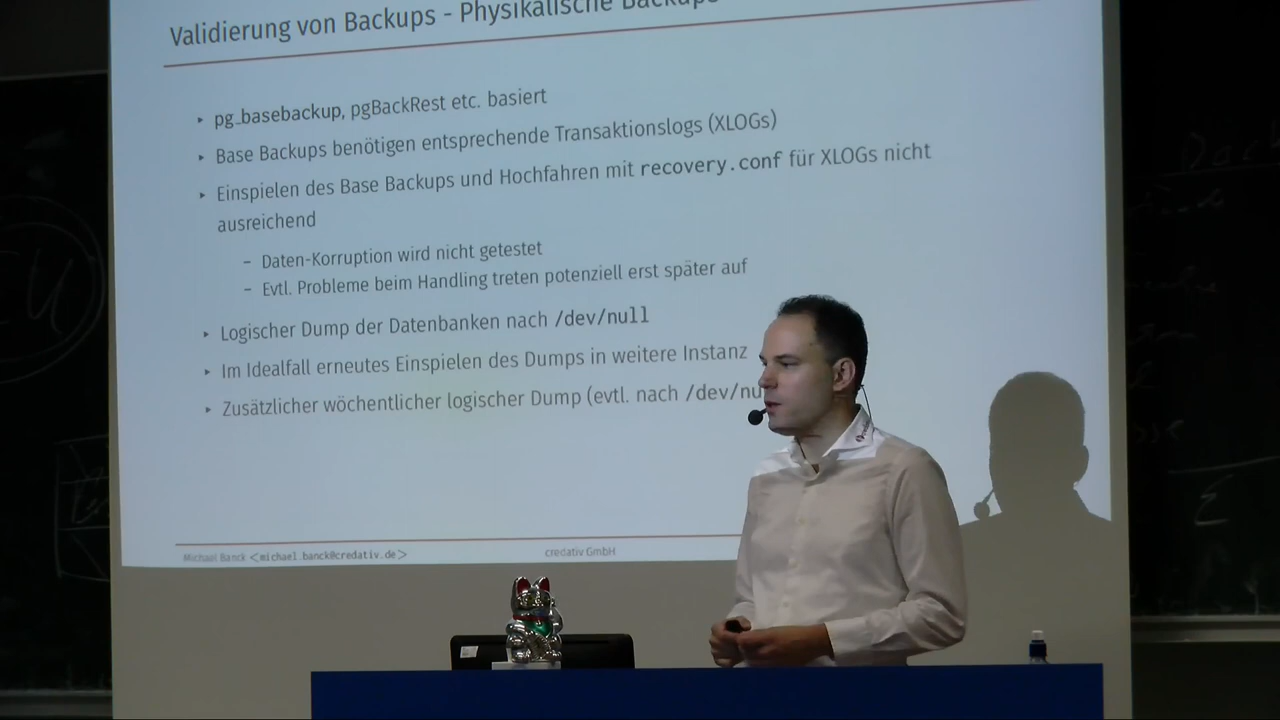 Validierung von Backups - Physikalische Backups
pg_basebackup, pgBackRest etc. basiert
Base Backups benötigen entsprechende Transaktionslogs (XLOGs)
Einspielen des Base Backups und Hochfahren mit recovery.conf für XLOGs nicht
ausreichend
– Daten-Korruption wird nicht getestet
– Evtl. Probleme beim Handling treten potenziell erst später auf
Logischer Dump der Datenbanken nach /dev/null
Im Idealfall erneutes Einspielen des Dumps in weitere Instanz
Zusätzlicher wöchentlicher logischer Dump (evtl. nach /dev/nu
Michael Banck <michael.banck@credativ.de>
credativ GmbH